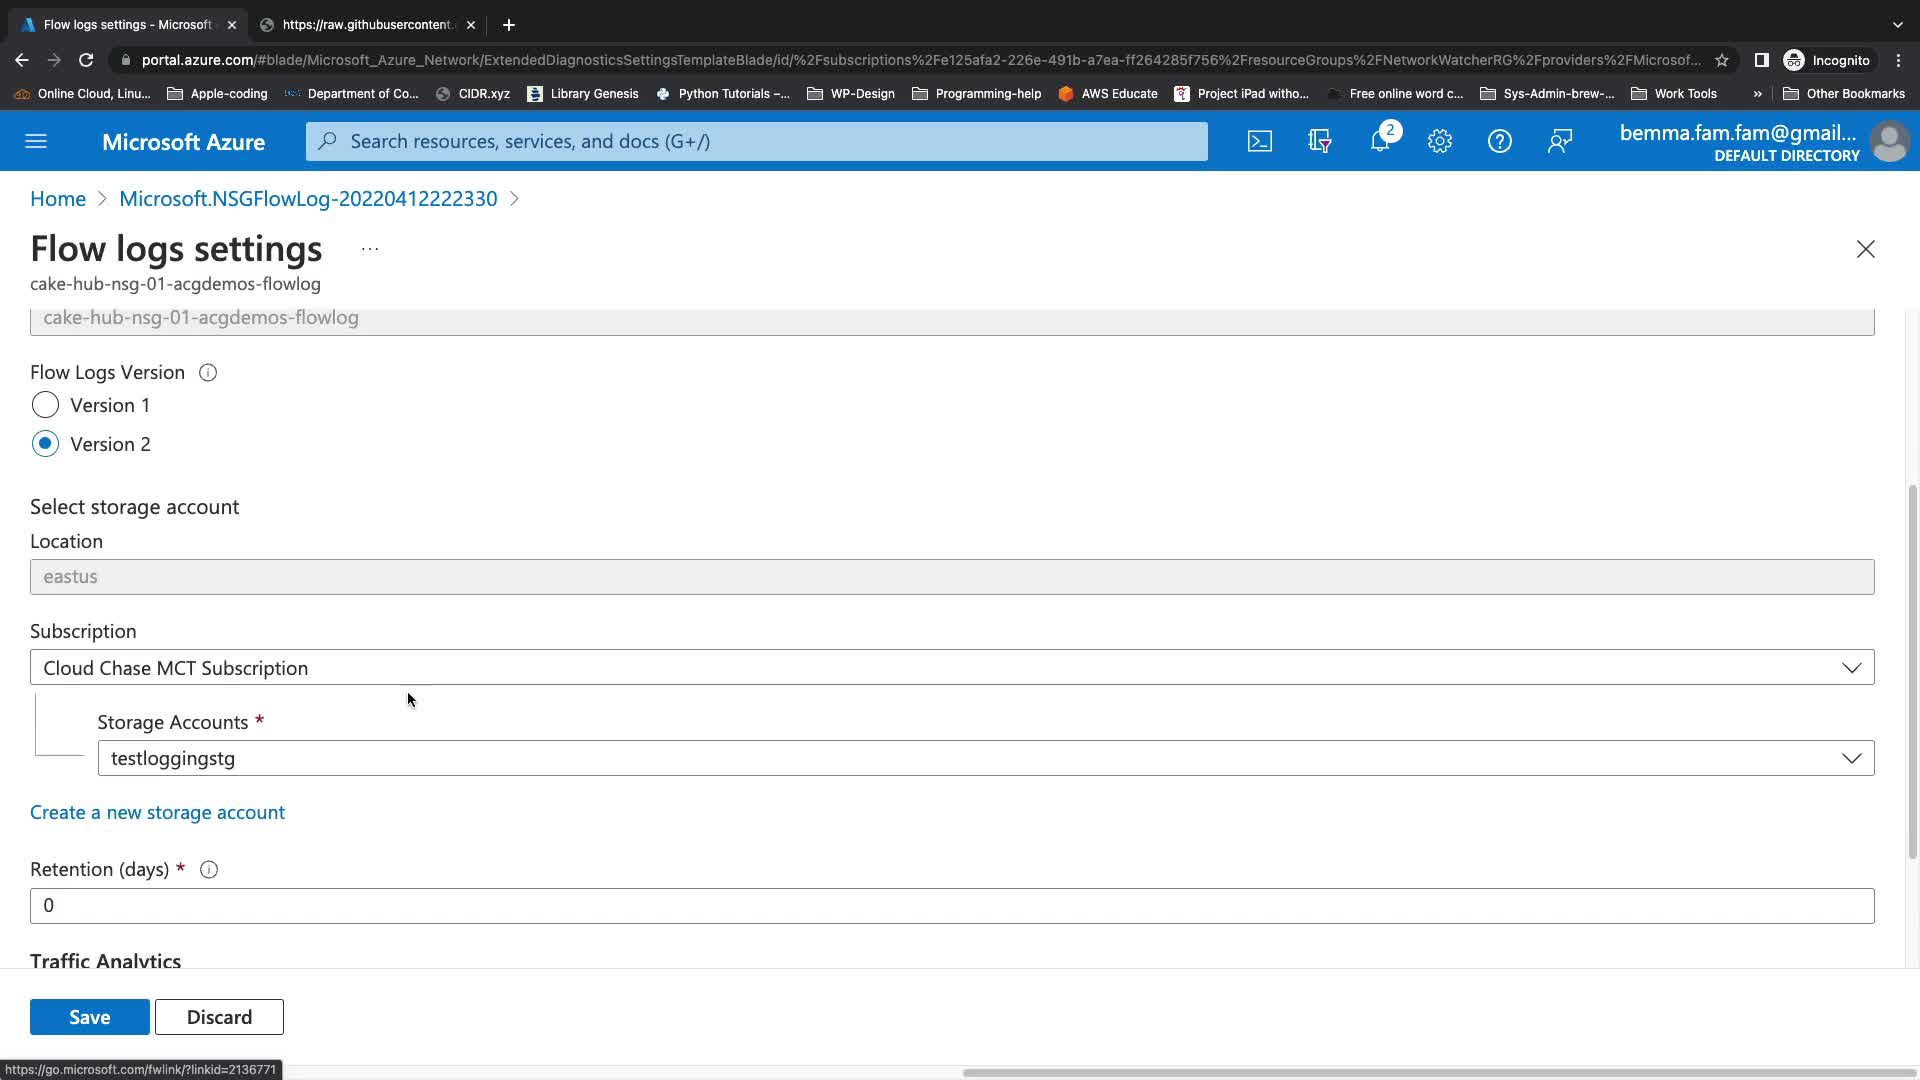 Flow logs settings - Microsoft
https://raw.githubusercontent.
portal.azure.com/#blade/Microsoft_Azure_Network/ExtendedDiagnosticsSettingsTemplateBlade/id/%2Fsubscriptions%2Fe125afa2-226e-491b-a7ea-ff264285f756%2FresourceGroups%2FNetworkWatcherRG%2Fproviders%2FMicrosof...
Incognito
Online Cloud, Linu...
Apple-coding
Department of Co...
CIDR.xyz
Library Genesis
Python Tutorials –...
WP-Design
Programming-help
AWS Educate
Project iPad witho...
Free online word c...
Sys-Admin-brew-...
Work Tools
»
Other Bookmarks
Microsoft Azure
Search resources, services, and docs (G+/)
2
bemma.fam.fam@gmail...
DEFAULT DIRECTORY
Home > Microsoft.NSGFlowLog-20220412222330 >
Flow logs settings ...
cake-hub-nsg-01-acgdemos-flowlog
cake-hub-nsg-01-acgdemos-flowlog
Flow Logs Version
Version 1
Version 2
Select storage account
Location
eastus
Subscription
Cloud Chase MCT Subscription
Storage Accounts *
testloggingstg
Create a new storage account
Retention (days) *
0
Traffic Analytics
Save
Discard
https://go.microsoft.com/fwlink/?linkid=2136771